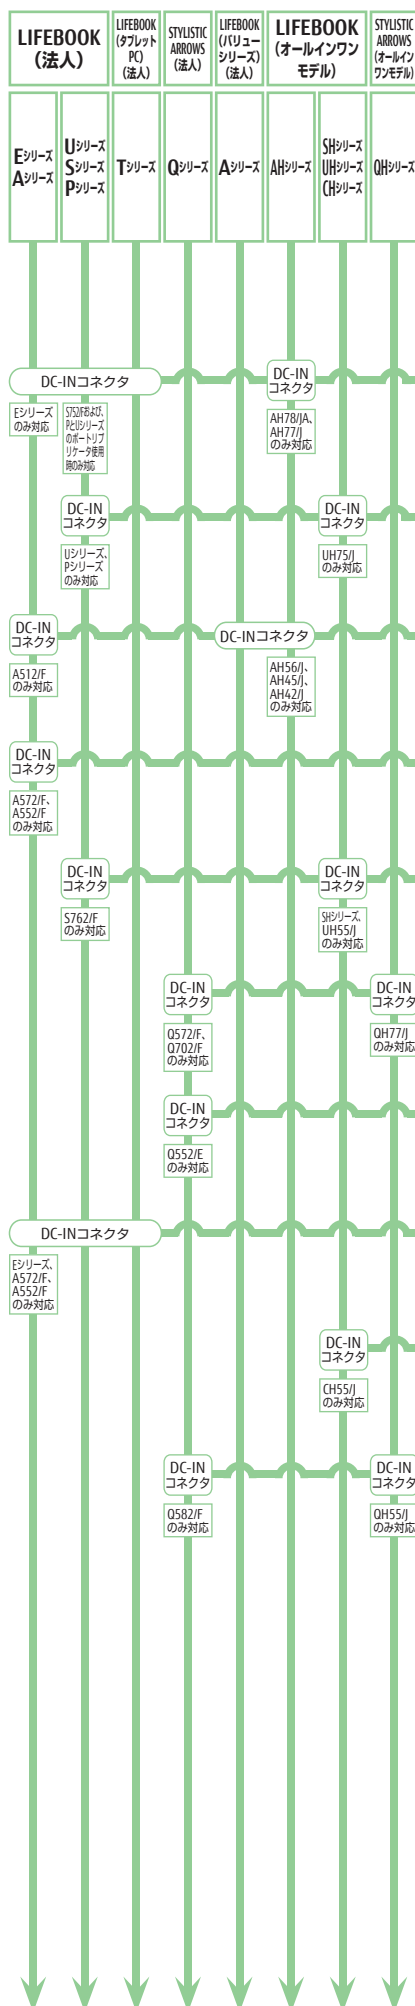 LIFEBOOK
（法人）
LIFEBOOK
（タブレット
PC）
（法人）
STYLISTIC
ARROWS
（法人）
LIFEBOOK
（バリュー
シリーズ）
（法人）
LIFEBOOK
（オールインワン
モデル）
STYLISTIC
ARROWS
（オールイン
ワンモデル）
Eシリーズ
Aシリーズ
Uシリーズ
Sシリーズ
Pシリーズ
Tシリーズ
Qシリーズ
Aシリーズ
AHシリーズ
SHシリーズ
UHシリーズ
CHシリーズ
QHシリーズ
DC-INコネクタ
DC-IN
コネクタ
Eシリーズ
のみ対応
S752/Fおよび、
PとUシリーズ
のポートリプ
リケータ使用
時のみ対応
AH78/JA、
AH77/J
のみ対応
DC-IN
コネクタ
DC-IN
コネクタ
Uシリーズ、
Pシリーズ
のみ対応
UH75/J
のみ対応
DC-IN
コネクタ
DC-INコネクタ
A512/F
のみ対応
AH56/J、
AH45/J、
AH42/J
のみ対応
DC-IN
コネクタ
A572/F、
A552/F
のみ対応
DC-IN
コネクタ
DC-IN
コネクタ
S762/F
のみ対応
SHシリーズ、
UH55/J
のみ対応
DC-IN
コネクタ
DC-IN
コネクタ
Q572/F、
Q702/F
のみ対応
QH77/J
のみ対応
DC-IN
コネクタ
Q552/E
のみ対応
DC-INコネクタ
Eシリーズ、
A572/F、
A552/F
のみ対応
DC-IN
コネクタ
CH55/J
のみ対応
DC-IN
コネクタ
DC-IN
コネクタ
Q582/F
のみ対応
QH55/J
のみ対応